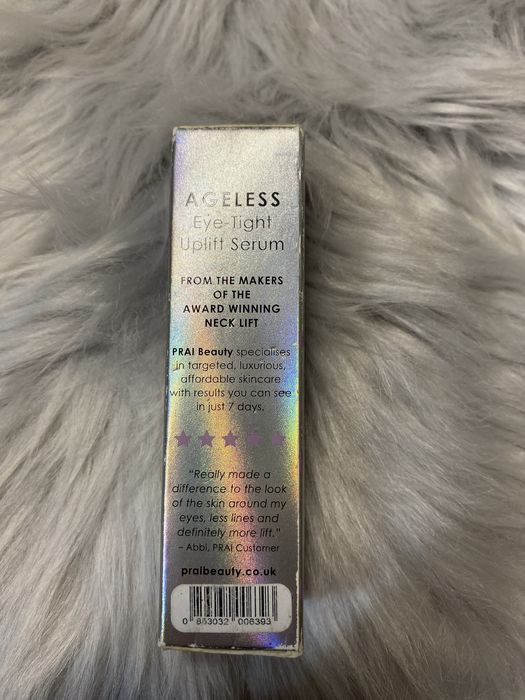 AGELESS
Eye-Tight
Uplift Serum
FROM THE MAKERS
OF THE
AWARD WINNING
NECK LIFT
PRAI Beauty specialises
in targeted, luxurious,
affordable skincare
with results you can see
in just 7 days.
“Really made a
difference to the look
of the skin around my
eyes, less lines and
definitely more lift.”
– Abbi, PRAI Customer
praibeauty.co.uk
0 853032 006393